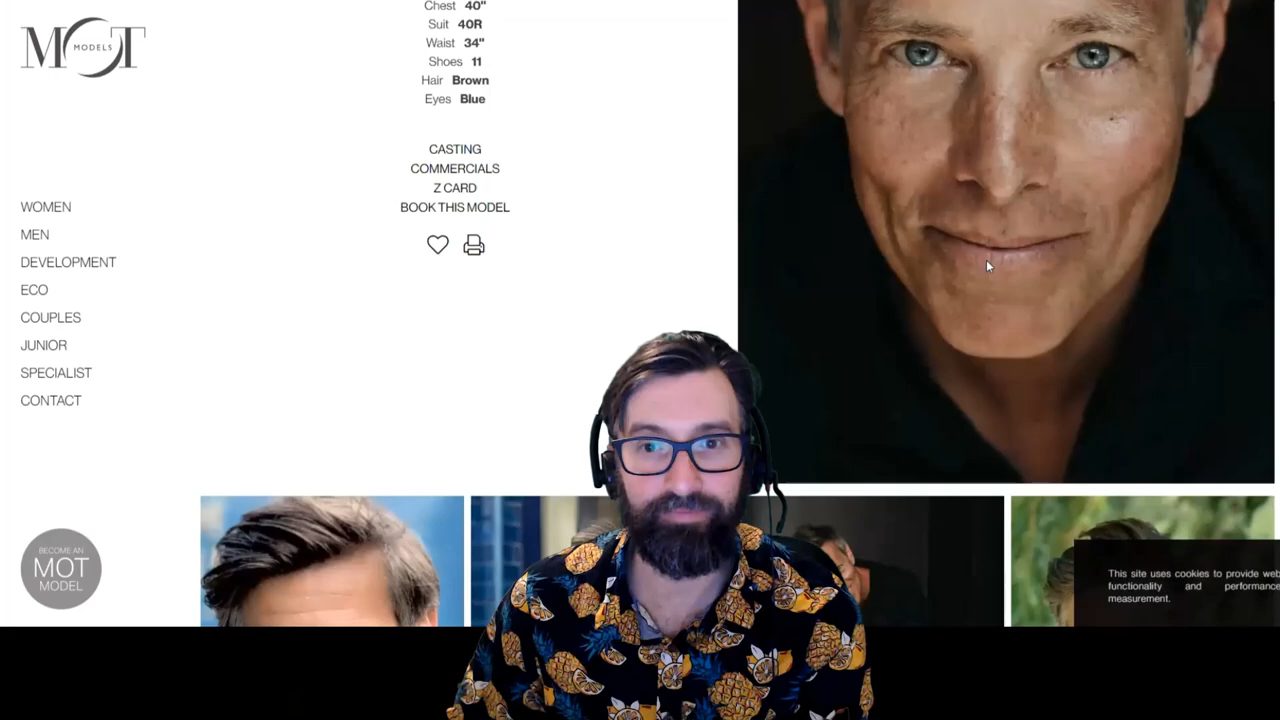 MOT
MODELS
Chest 40"
Suit 40R
Waist 34"
Shoes 11
Hair Brown
Eyes Blue
CASTING
COMMERCIALS
Z CARD
BOOK THIS MODEL
WOMEN
MEN
DEVELOPMENT
ECO
COUPLES
JUNIOR
SPECIALIST
CONTACT
BECOME AN
MOT
MODEL
This site uses cookies to provide web
functionality and performance
measurement.